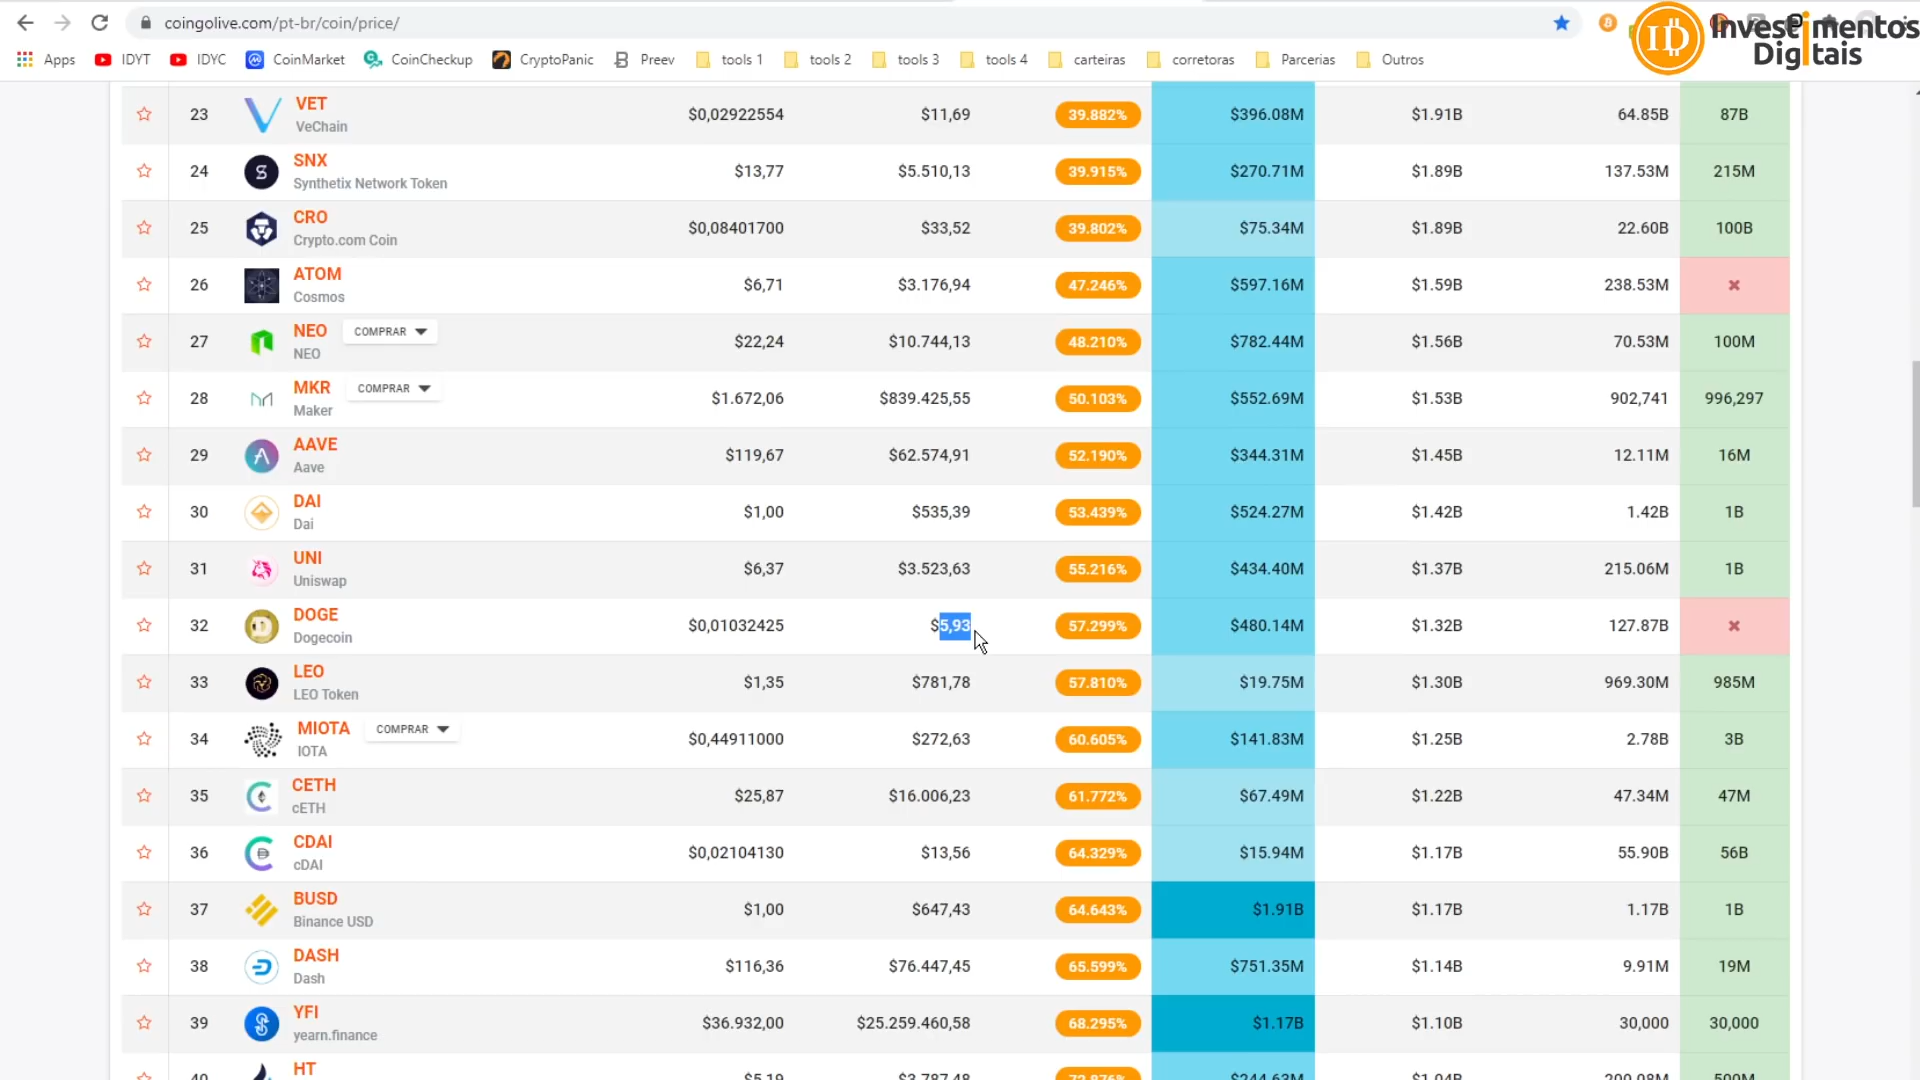 coingolive.com/pt-br/coin/price/
Investimentos
Digitais
ID
Apps IDYT IDYC CoinMarket CoinCheckup CryptoPanic Preev tools 1 tools 2 tools 3 tools 4 carteiras corretoras Parcerias Outros
23 VET $0,02922554 $11,69 39.882% $396.08M $1.91B 64.85B 87B
VeChain
24 SNX $13,77 $5.510,13 39.915% $270.71M $1.89B 137.53M 215M
Synthetix Network Token
25 CRO $0,08401700 $33,52 39.802% $75.34M $1.89B 22.60B 100B
Crypto.com Coin
26 ATOM $6,71 $3.176,94 47.246% $597.16M $1.59B 238.53M
Cosmos
27 NEO COMPRAR $22,24 $10.744,13 48.210% $782.44M $1.56B 70.53M 100M
NEO
28 MKR COMPRAR $1.672,06 $839.425,55 50.103% $552.69M $1.53B 902,741 996,297
Maker
29 AAVE $119,67 $62.574,91 52.190% $344.31M $1.45B 12.11M 16M
Aave
30 DAI $1,00 $535,39 53.439% $524.27M $1.42B 1.42B 1B
Dai
31 UNI $6,37 $3.523,63 55.216% $434.40M $1.37B 215.06M 1B
Uniswap
32 DOGE $0,01032425 $5,93 57.299% $480.14M $1.32B 127.87B
Dogecoin
33 LEO $1,35 $781,78 57.810% $19.75M $1.30B 969.30M 985M
LEO Token
34 MIOTA COMPRAR $0,44911000 $272,63 60.605% $141.83M $1.25B 2.78B 3B
IOTA
35 CETH $25,87 $16.006,23 61.772% $67.49M $1.22B 47.34M 47M
cETH
36 CDAI $0,02104130 $13,56 64.329% $15.94M $1.17B 55.90B 56B
cDAI
37 BUSD $1,00 $647,43 64.643% $1.91B $1.17B 1.17B 1B
Binance USD
38 DASH $116,36 $76.447,45 65.599% $751.35M $1.14B 9.91M 19M
Dash
39 YFI $36.932,00 $25.259.460,58 68.295% $1.17B $1.10B 30,000 30,000
yearn.finance
HT